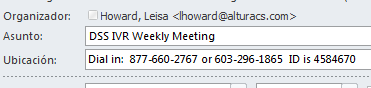 Organizador: Howard, Leisa <lhoward@alturacs.com>
Asunto: DSS IVR Weekly Meeting
Ubicación: Dial in: 877-660-2767 or 603-296-1865 ID is 4584670